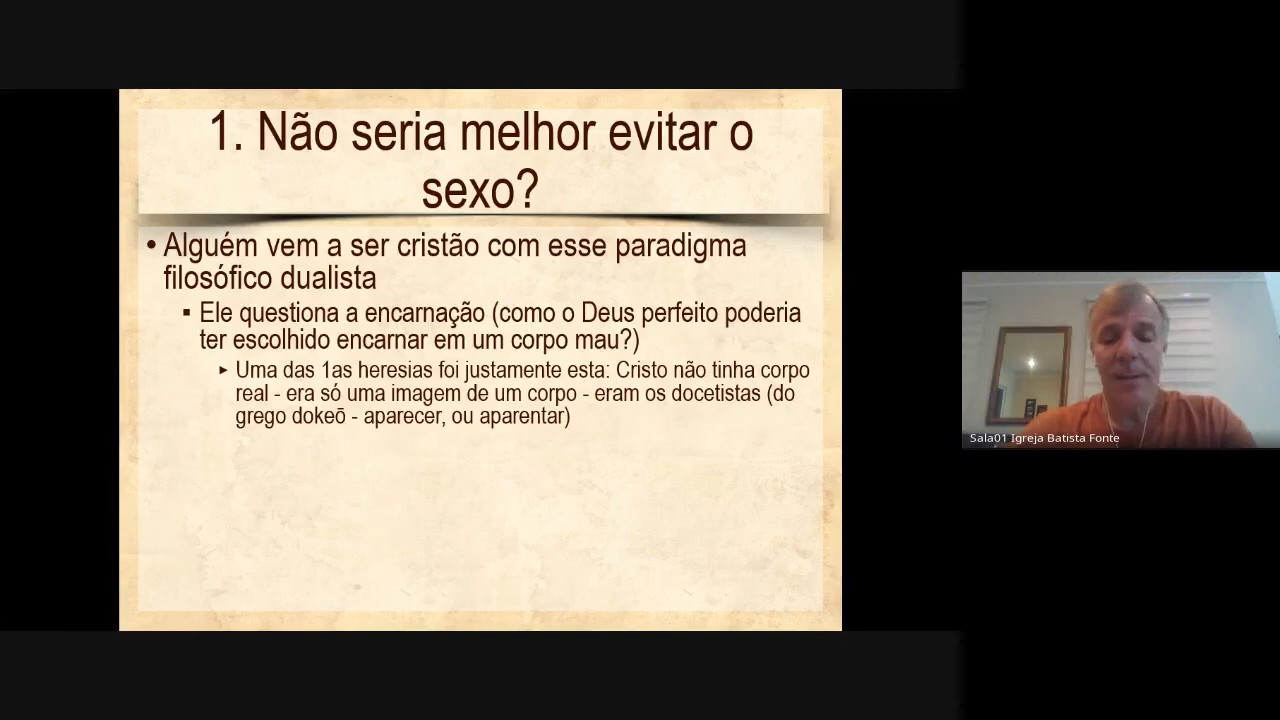 1. Não seria melhor evitar o
sexo?
• Alguém vem a ser cristão com esse paradigma
filosófico dualista
▪ Ele questiona a encarnação (como o Deus perfeito poderia
ter escolhido encarnar em um corpo mau?)
▸ Uma das 1as heresias foi justamente esta: Cristo não tinha corpo
real - era só uma imagem de um corpo - eram os docetistas (do
grego dokeō - aparecer, ou aparentar)
Sala01 Igreja Batista Fonte